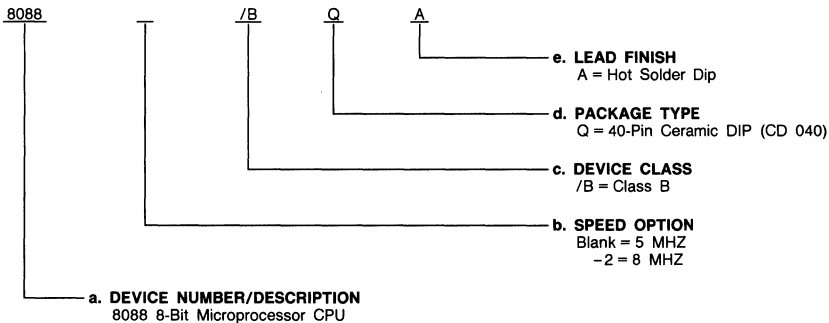 8088 _ /B Q A
e. LEAD FINISH
A = Hot Solder Dip
d. PACKAGE TYPE
Q = 40-Pin Ceramic DIP (CD 040)
c. DEVICE CLASS
/B = Class B
b. SPEED OPTION
Blank = 5 MHZ
-2 = 8 MHZ
a. DEVICE NUMBER/DESCRIPTION
8088 8-Bit Microprocessor CPU